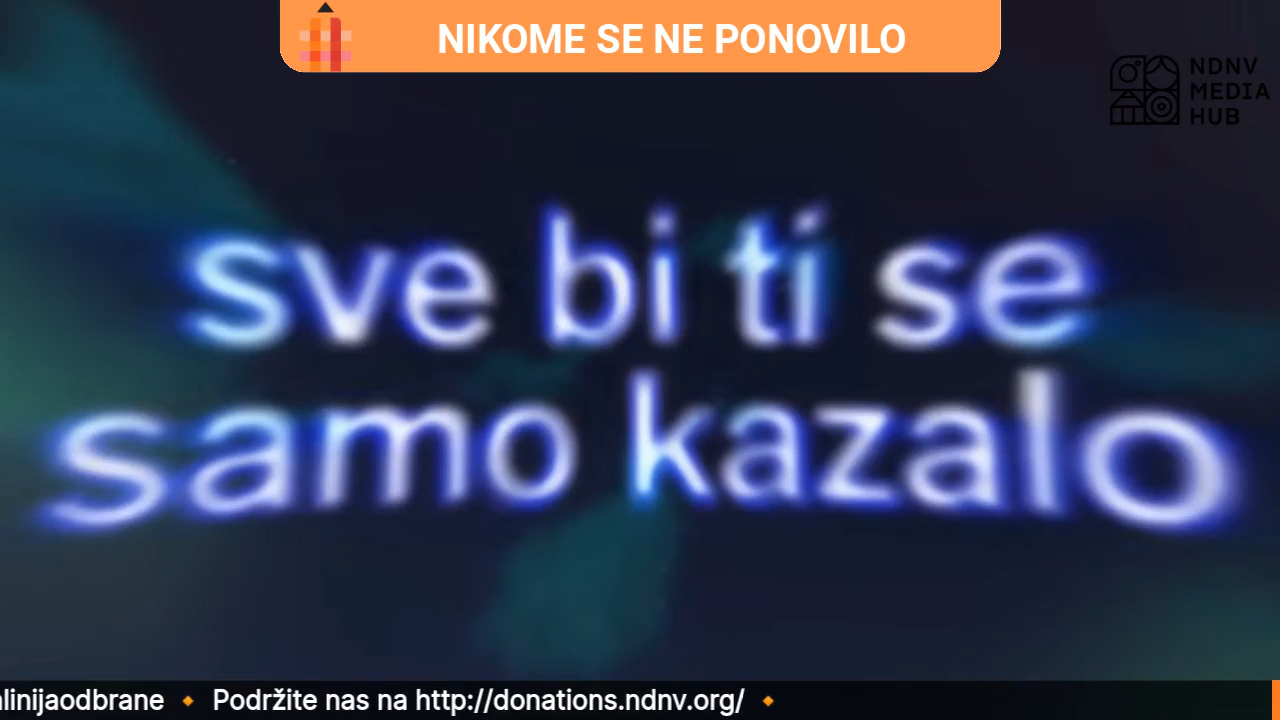 NIKOME SE NE PONOVILO
NDNV
MEDIA
HUB
sve bi ti se
samo kazalo
linijaodbrane 🔸 Podržite nas na http://donations.ndnv.org/ 🔸